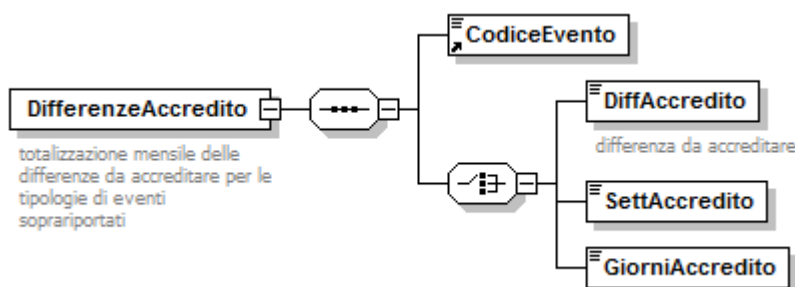 CodiceEvento
DifferenzeAccredito
totalizzazione mensile delle
differenze da accreditare per le
tipologie di eventi
soprariportati
DiffAccredito
differenza da accreditare
SettAccredito
GiorniAccredito